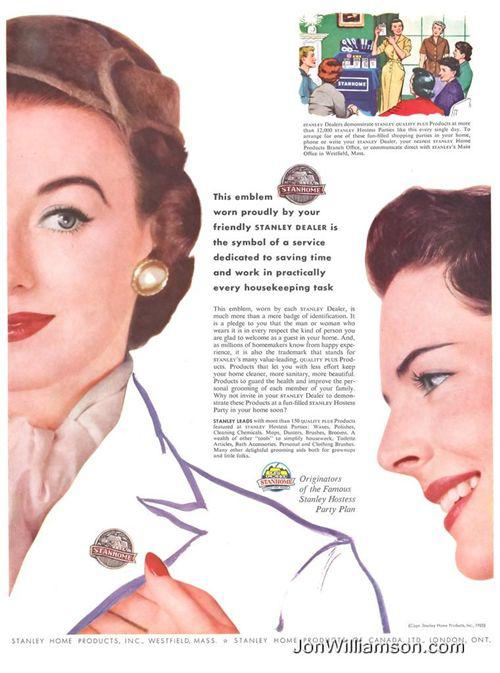 STANHOME
STANLEY Dealers demonstrate STANLEY QUALITY PLUS Products at more
than 12,000 STANLEY Hostess Parties like this every single day. To
arrange for one of these fun-filled shopping parties in your home,
phone or write your STANLEY Dealer, your nearest STANLEY Home
Products Branch Office, or communicate direct with STANLEY'S Main
Office in Westfield, Mass.
This emblem
STANHOME
worn proudly by your
friendly STANLEY DEALER is
the symbol of a service
dedicated to saving time
and work in practically
every housekeeping task
This emblem, worn by each STANLEY Dealer, is
much more than a mere badge of identification. It
is a pledge to you that the man or woman who
wears it is in every respect the kind of person you
are glad to welcome as a guest in your home. And,
as millions of homemakers know from happy expe-
rience, it is also the trademark that stands for
STANLEY'S many value-leading, QUALITY PLUS Prod-
ucts. Products that let you with less effort keep
your home cleaner, more sanitary, more beautiful.
Products to guard the health and improve the per-
sonal grooming of each member of your family.
Why not invite in your STANLEY Dealer to demon-
strate these Products at a fun-filled STANLEY Hostess
Party in your home soon?
STANLEY LEADS with more than 150 QUALITY PLUS Products
featured at STANLEY Hostess Parties: Waxes, Polishes,
Cleaning Chemicals. Mops, Dusters, Brushes, Brooms. A
wealth of other "tools" to simplify housework. Toilette
Articles, Bath Accessories. Personal and Clothing Brushes.
Many other delightful grooming aids both for grownups
and little folks.
STANHOME
Originators
of the Famous
Stanley Hostess
Party Plan
STANHOME
(Copr. Stanley Home Products, Inc.,
STANLEY HOME PRODUCTS, INC., WESTFIELD, MASS. ★ STANLEY HOME PRODUCTS OF CANADA, LTD., LONDON, ONT.
JonWilliamson.com